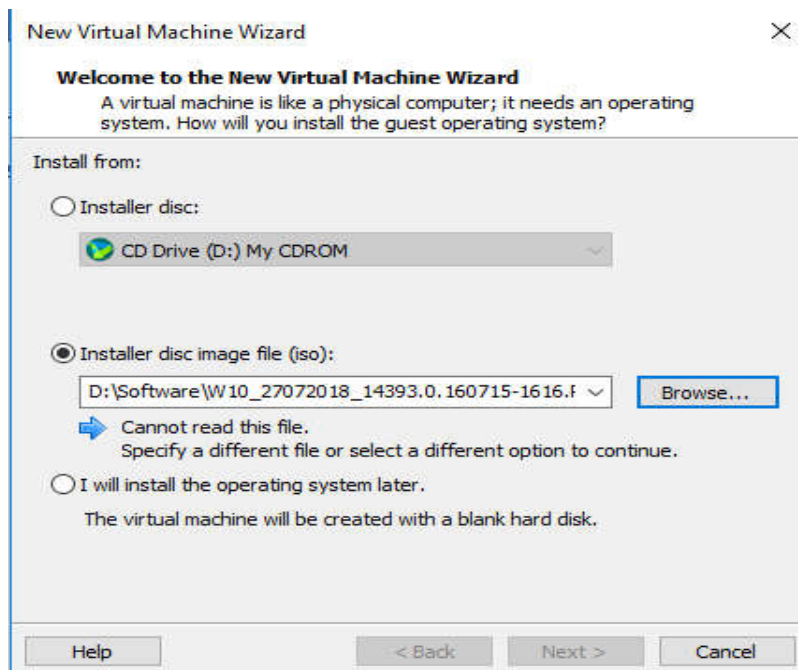 New Virtual Machine Wizard
Welcome to the New Virtual Machine Wizard
A virtual machine is like a physical computer; it needs an operating
system. How will you install the guest operating system?
Install from:
Installer disc:
CD Drive (D:) My CDROM
Installer disc image file (iso):
D:\Software\W10_27072018_14393.0.160715-1616.
Browse...
Cannot read this file.
Specify a different file or select a different option to continue.
I will install the operating system later.
The virtual machine will be created with a blank hard disk.
Help
< Back
Next >
Cancel